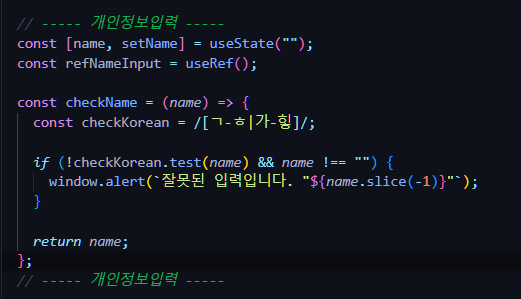 // ----- 개인정보입력 -----
const [name, setName] = useState("");
const refNameInput = useRef();

const checkName = (name) => {
  const checkKorean = /[ㄱ-ㅎ|가-힣]/;

  if (!checkKorean.test(name) && name !== "") {
    window.alert(`잘못된 입력입니다. "${name.slice(-1)}"`);
  }

  return name;
};
// ----- 개인정보입력 -----